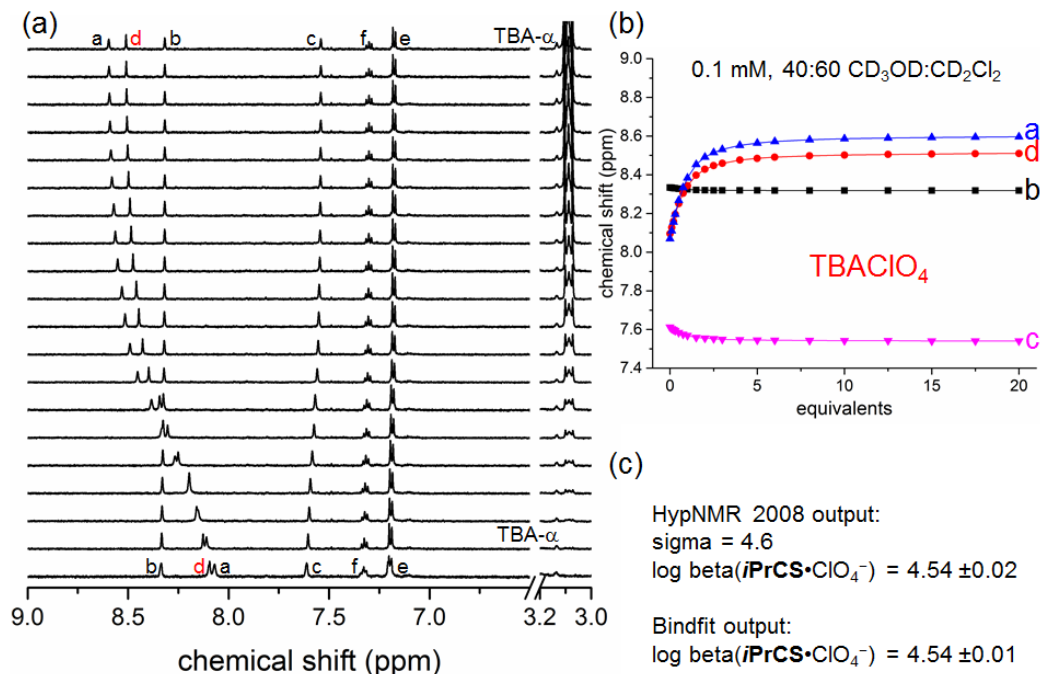 (a)
a d b c f e TBA-α
TBA-α
b d a c f e
9.0 8.5 8.0 7.5 7.0 3.2 3.0
chemical shift (ppm)
(b)
0.1 mM, 40:60 CD₃OD:CD₂Cl₂
9.0
8.8
8.6
8.4
8.2
8.0
7.8
7.6
7.4
chemical shift (ppm)
a
d
b
TBAClO₄
c
0 5 10 15 20
equivalents
(c)
HypNMR 2008 output:
sigma = 4.6
log beta(iPrCS•ClO₄⁻) = 4.54 ±0.02
Bindfit output:
log beta(iPrCS•ClO₄⁻) = 4.54 ±0.01